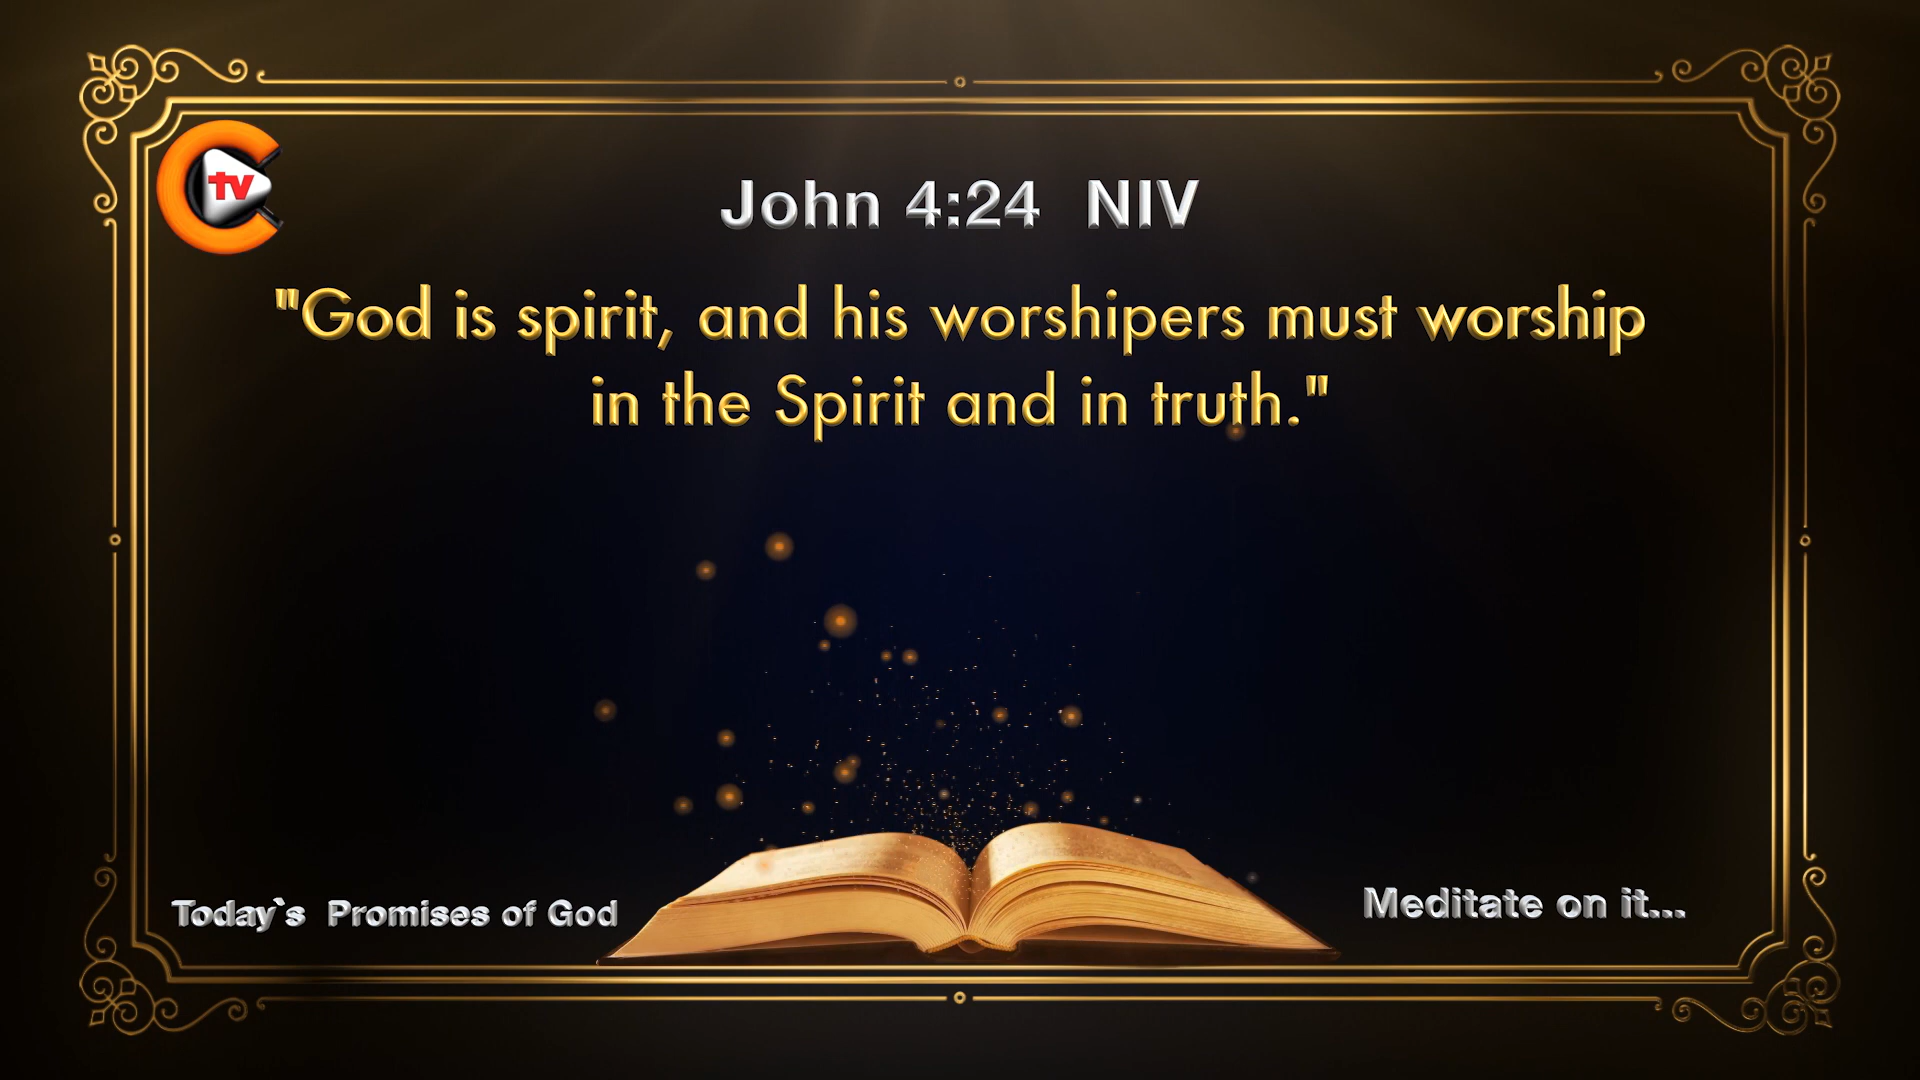 tv
John 4:24 NIV
"God is spirit, and his worshipers must worship
in the Spirit and in truth."
Today`s Promises of God
Meditate on it...